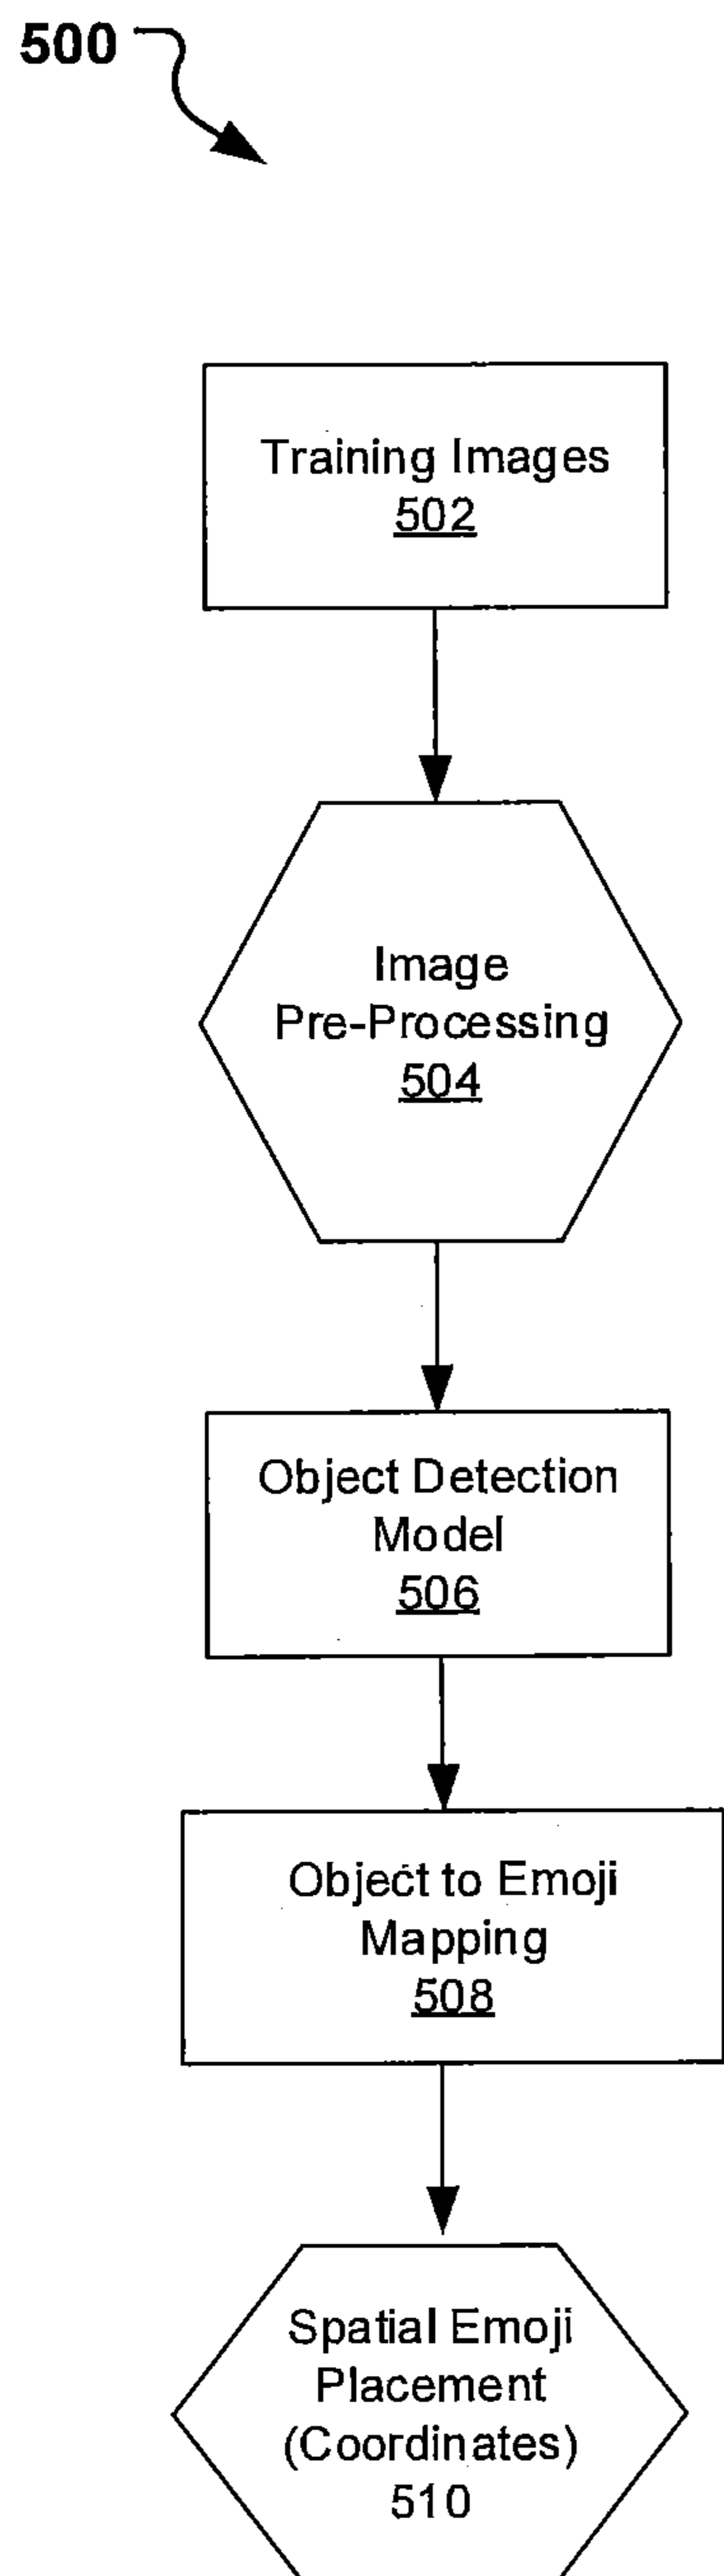 500
Training Images
502
Image
Pre-Processing
504
Object Detection
Model
506
Object to Emoji
Mapping
508
Spatial Emoji
Placement
(Coordinates)
510